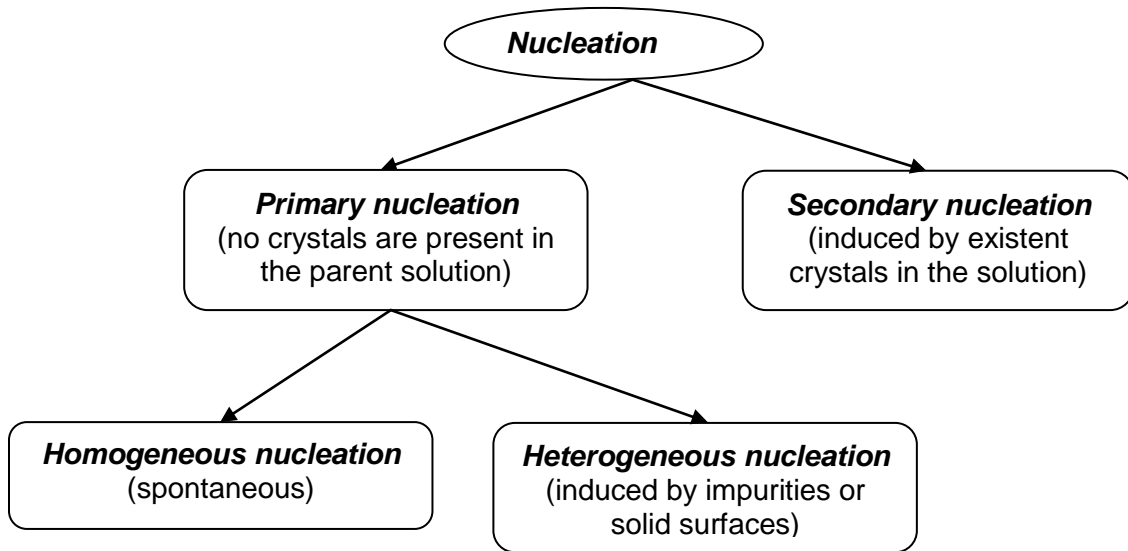 Nucleation
Primary nucleation
(no crystals are present in
the parent solution)
Secondary nucleation
(induced by existent
crystals in the solution)
Homogeneous nucleation
(spontaneous)
Heterogeneous nucleation
(induced by impurities or
solid surfaces)